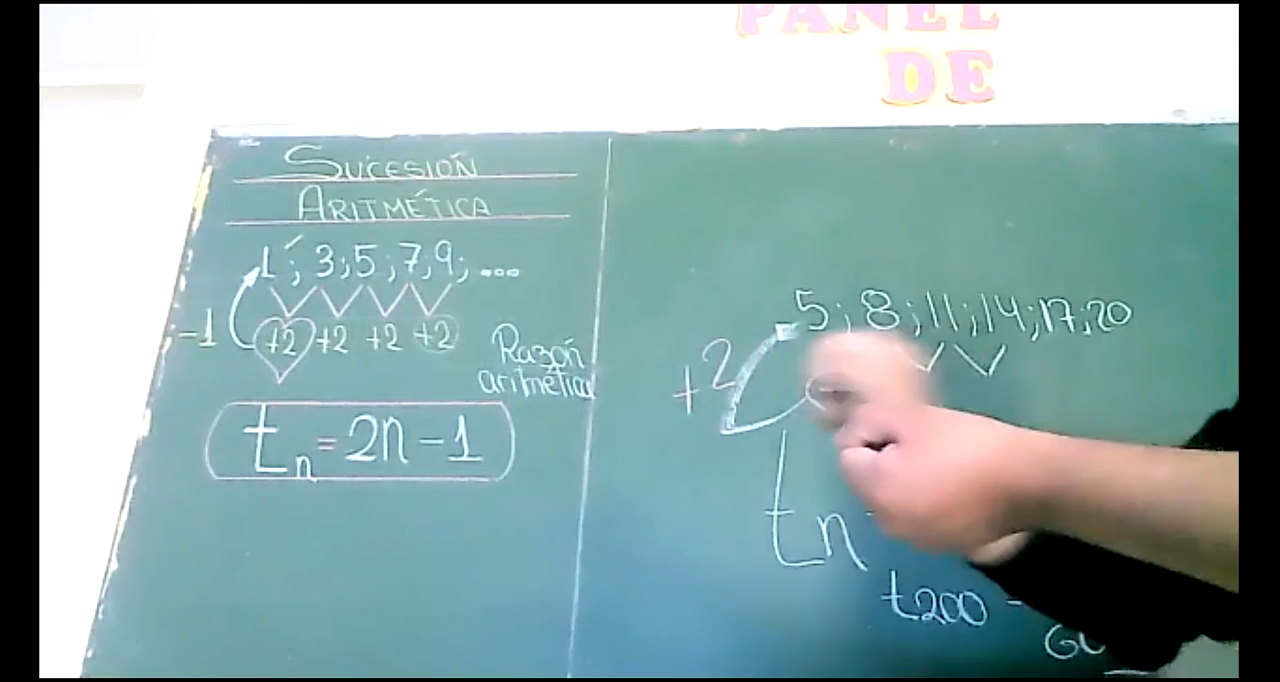 PANEL
DE
SUCESIÓN
ARITMÉTICA
1; 3; 5; 7; 9; ...
-1 +2 +2 +2 +2
Razón
aritmética
tn = 2n - 1
5; 8; 11; 14; 17; 20
+2
tn
t200